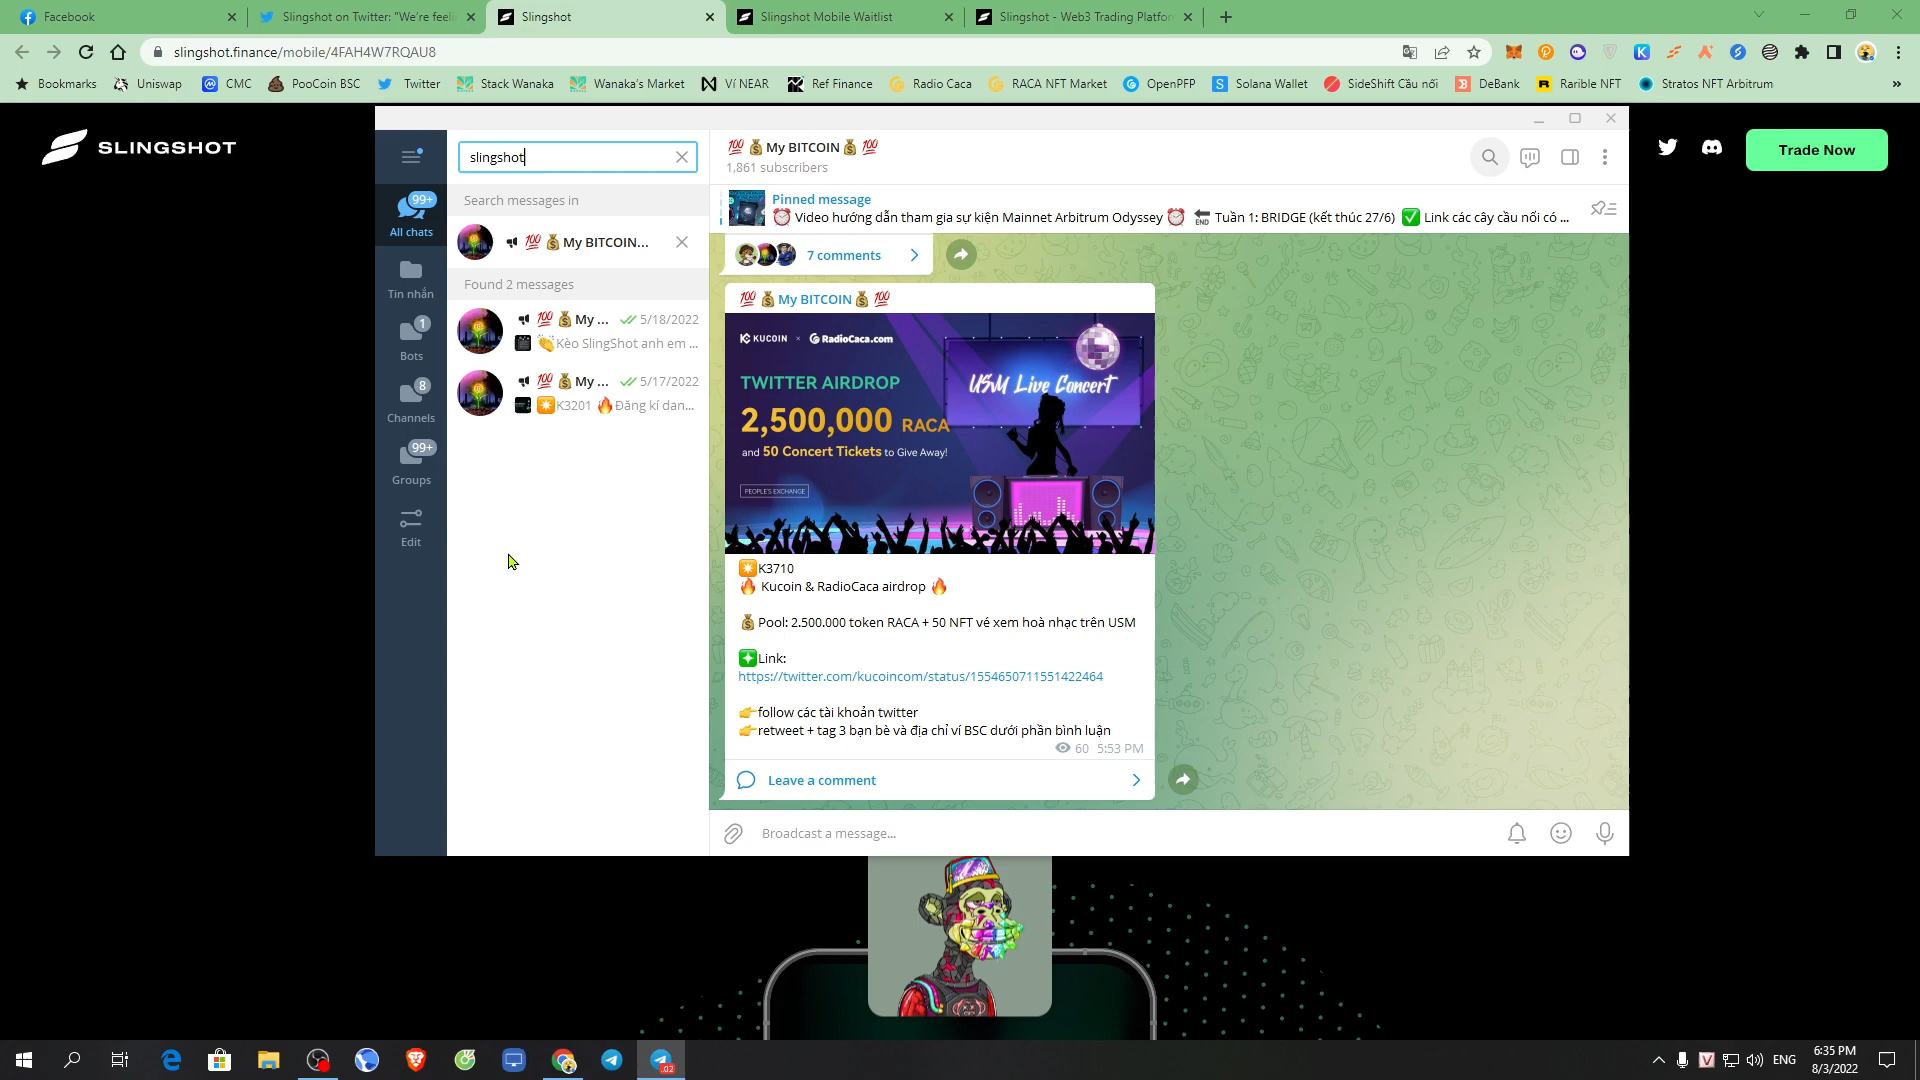 Facebook
Slingshot on Twitter: "We're feeli
Slingshot
Slingshot Mobile Waitlist
Slingshot - Web3 Trading Platfor
slingshot.finance/mobile/4FAH4W7RQAU8
Bookmarks
Uniswap
CMC
PooCoin BSC
Twitter
Stack Wanaka
Wanaka's Market
Ví NEAR
Ref Finance
Radio Caca
RACA NFT Market
OpenPFP
Solana Wallet
SideShift Cầu nối
DeBank
Rarible NFT
Stratos NFT Arbitrum
»
SLINGSHOT
Trade Now
slingshot
💯 💰My BITCOIN💰 💯
1,861 subscribers
Search messages in
💯 💰My BITCOIN...
Found 2 messages
💯 💰My ... 5/18/2022
👏Kèo SlingShot anh em ...
💯 💰My ... 5/17/2022
K3201 🔥Đăng kí dan...
99+
All chats
Tin nhắn
1
Bots
8
Channels
99+
Groups
Edit
Pinned message
⏰ Video hướng dẫn tham gia sự kiện Mainnet Arbitrum Odyssey ⏰ 🔚 Tuần 1: BRIDGE (kết thúc 27/6) ✅ Link các cây cầu nối có ...
7 comments
💯 💰My BITCOIN💰 💯
KUCOIN × RadioCaca.com
TWITTER AIRDROP
2,500,000 RACA
and 50 Concert Tickets to Give Away!
PEOPLE'S EXCHANGE
USM Live Concert
K3710
🔥 Kucoin & RadioCaca airdrop 🔥
💰Pool: 2.500.000 token RACA + 50 NFT vé xem hoà nhạc trên USM
Link:
https://twitter.com/kucoincom/status/1554650711551422464
👉follow các tài khoản twitter
👉retweet + tag 3 bạn bè và địa chỉ ví BSC dưới phần bình luận
60 5:53 PM
Leave a comment
Broadcast a message...
.02
ENG
6:35 PM
8/3/2022